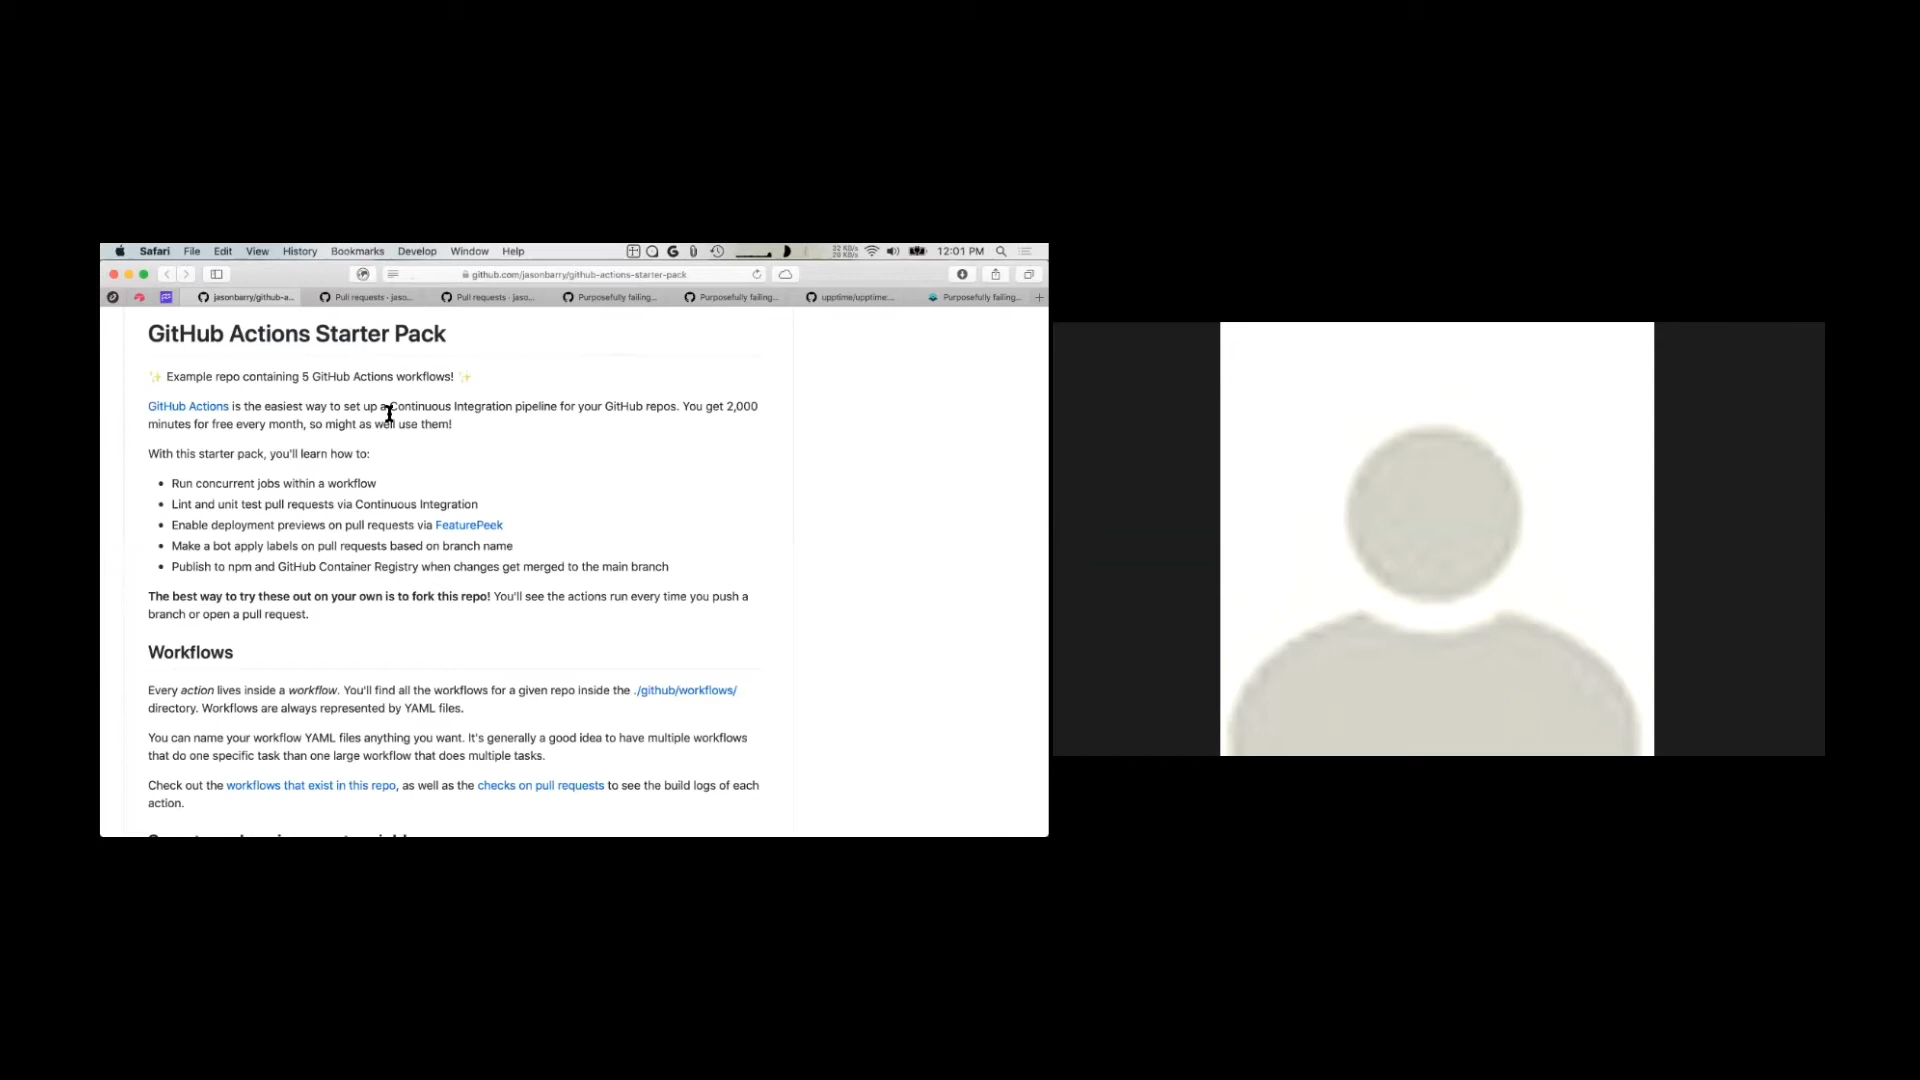 Safari File Edit View History Bookmarks Develop Window Help 12:01 PM
github.com/jasonbarry/github-actions-starter-pack
jasonbarry/github-a... Pull requests · jaso... Pull requests · jaso... Purposefully failing... Purposefully failing... upptime/upptime:... Purposefully failing...
GitHub Actions Starter Pack
✨ Example repo containing 5 GitHub Actions workflows! ✨
GitHub Actions is the easiest way to set up a Continuous Integration pipeline for your GitHub repos. You get 2,000
minutes for free every month, so might as well use them!
With this starter pack, you'll learn how to:
• Run concurrent jobs within a workflow
• Lint and unit test pull requests via Continuous Integration
• Enable deployment previews on pull requests via FeaturePeek
• Make a bot apply labels on pull requests based on branch name
• Publish to npm and GitHub Container Registry when changes get merged to the main branch
The best way to try these out on your own is to fork this repo! You'll see the actions run every time you push a
branch or open a pull request.
Workflows
Every action lives inside a workflow. You'll find all the workflows for a given repo inside the ./github/workflows/
directory. Workflows are always represented by YAML files.
You can name your workflow YAML files anything you want. It's generally a good idea to have multiple workflows
that do one specific task than one large workflow that does multiple tasks.
Check out the workflows that exist in this repo, as well as the checks on pull requests to see the build logs of each
action.